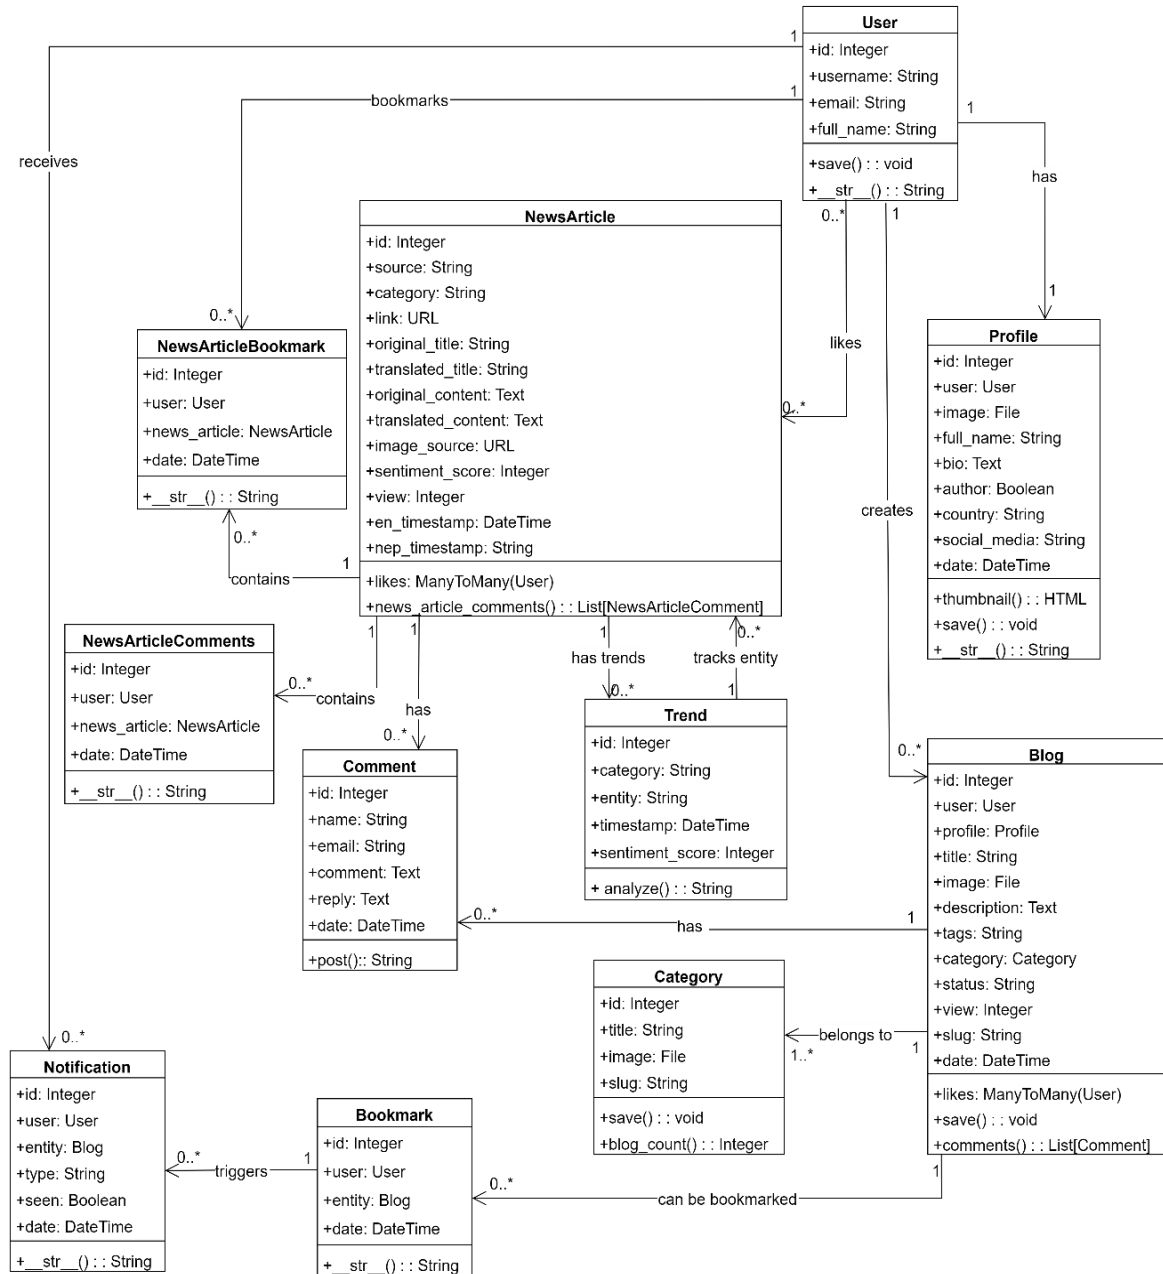 User
+id: Integer
+username: String
+email: String
+full_name: String
+save() : : void
+__str__() : : String
1
1
1
bookmarks
receives
has
0..*
1
NewsArticle
+id: Integer
+source: String
+category: String
+link: URL
+original_title: String
+translated_title: String
+original_content: Text
+translated_content: Text
+image_source: URL
+sentiment_score: Integer
+view: Integer
+en_timestamp: DateTime
+nep_timestamp: String
+likes: ManyToMany(User)
+news_article_comments() : : List[NewsArticleComment]
likes
0..*
1
Profile
+id: Integer
+user: User
+image: File
+full_name: String
+bio: Text
+author: Boolean
+country: String
+social_media: String
+date: DateTime
+thumbnail() : : HTML
+save() : : void
+__str__() : : String
0..*
NewsArticleBookmark
+id: Integer
+user: User
+news_article: NewsArticle
+date: DateTime
+__str__() : : String
0..*
1
contains
creates
NewsArticleComments
+id: Integer
+user: User
+news_article: NewsArticle
+date: DateTime
+__str__() : : String
1
0..*
contains
1
has
0..*
1
has trends
0..*
0..*
tracks entity
1
Trend
+id: Integer
+category: String
+entity: String
+timestamp: DateTime
+sentiment_score: Integer
+ analyze() : : String
Comment
+id: Integer
+name: String
+email: String
+comment: Text
+reply: Text
+date: DateTime
+post():: String
0..*
has
1
0..*
Blog
+id: Integer
+user: User
+profile: Profile
+title: String
+image: File
+description: Text
+tags: String
+category: Category
+status: String
+view: Integer
+slug: String
+date: DateTime
+likes: ManyToMany(User)
+save() : : void
+comments() : : List[Comment]
Category
+id: Integer
+title: String
+image: File
+slug: String
+save() : : void
+blog_count() : : Integer
belongs to
1..*
1
0..*
Notification
+id: Integer
+user: User
+entity: Blog
+type: String
+seen: Boolean
+date: DateTime
+__str__() : : String
0..*
triggers
1
Bookmark
+id: Integer
+user: User
+entity: Blog
+date: DateTime
+__str__() : : String
0..*
can be bookmarked
1